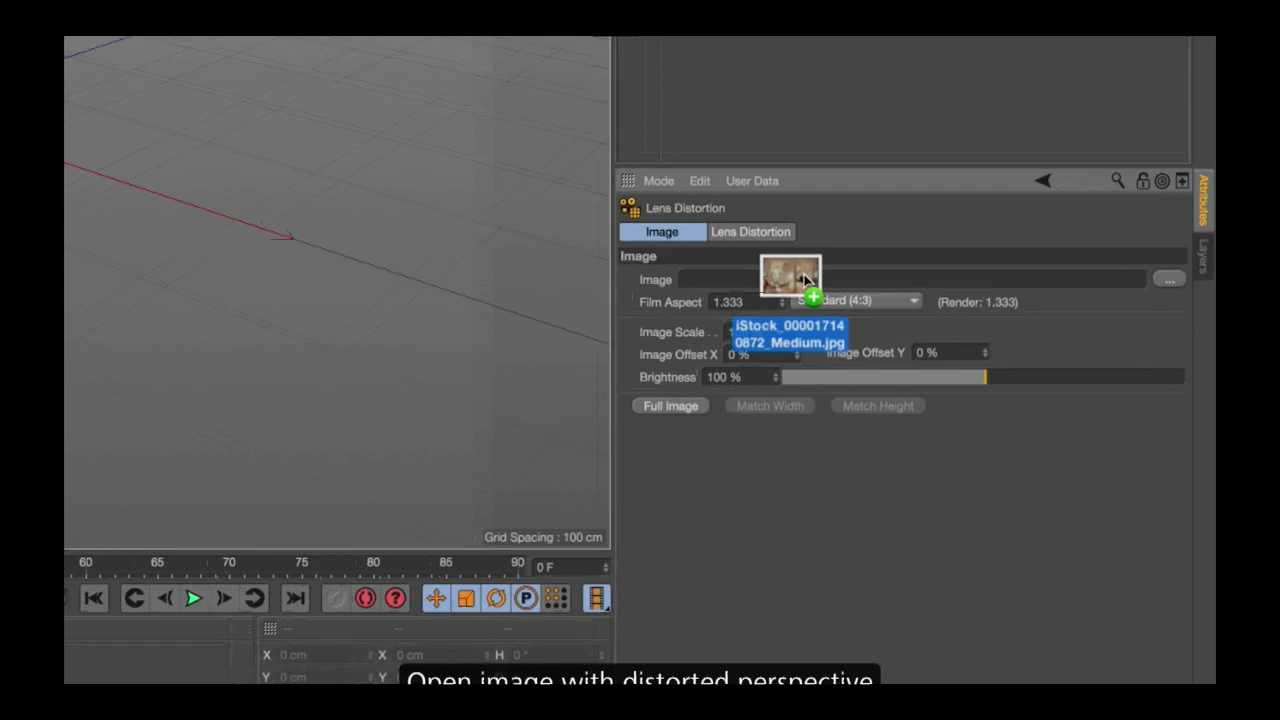 Mode Edit User Data
Lens Distortion
Image Lens Distortion
Image
Image ...
Film Aspect 1.333 (4:3) (Render: 1.333)
Image Scale . .
iStock_00001714
0872_Medium.jpg
Image Offset X 0 % Image Offset Y 0 %
Brightness 100 %
Full Image Match Width Match Height
Attributes
Layers
Grid Spacing : 100 cm
60 65 70 75 80 85 90 0 F
P
-- -- --
X 0 cm X 0 cm H 0 °
Y 0 cm Y
Open image with distorted perspective